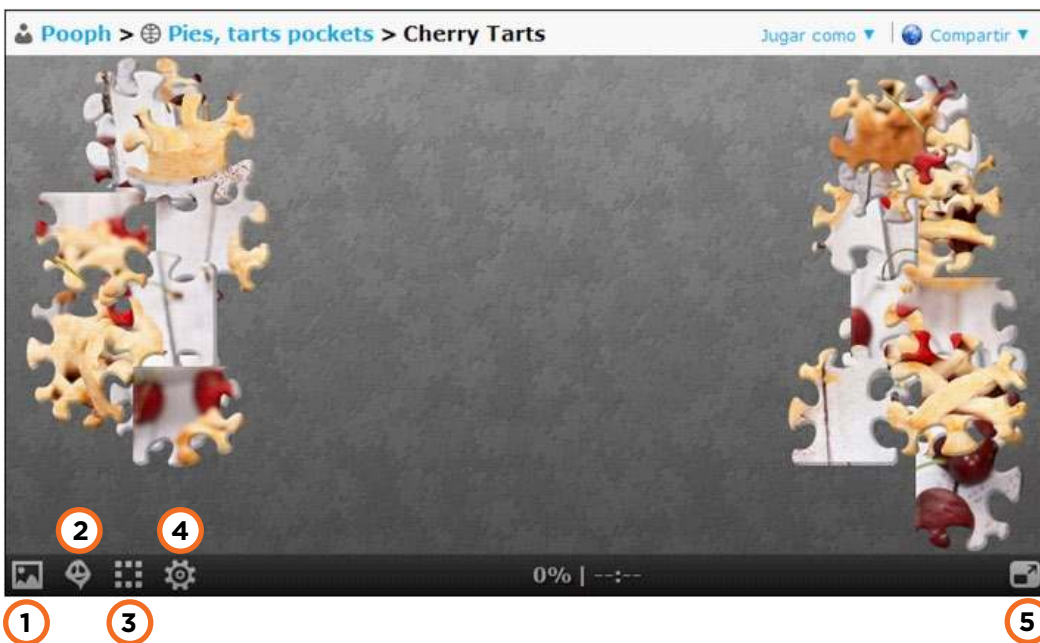 Pooph > Pies, tarts pockets > Cherry Tarts Jugar como ▼ | Compartir ▼
2 4
0% | --:--
1 3 5